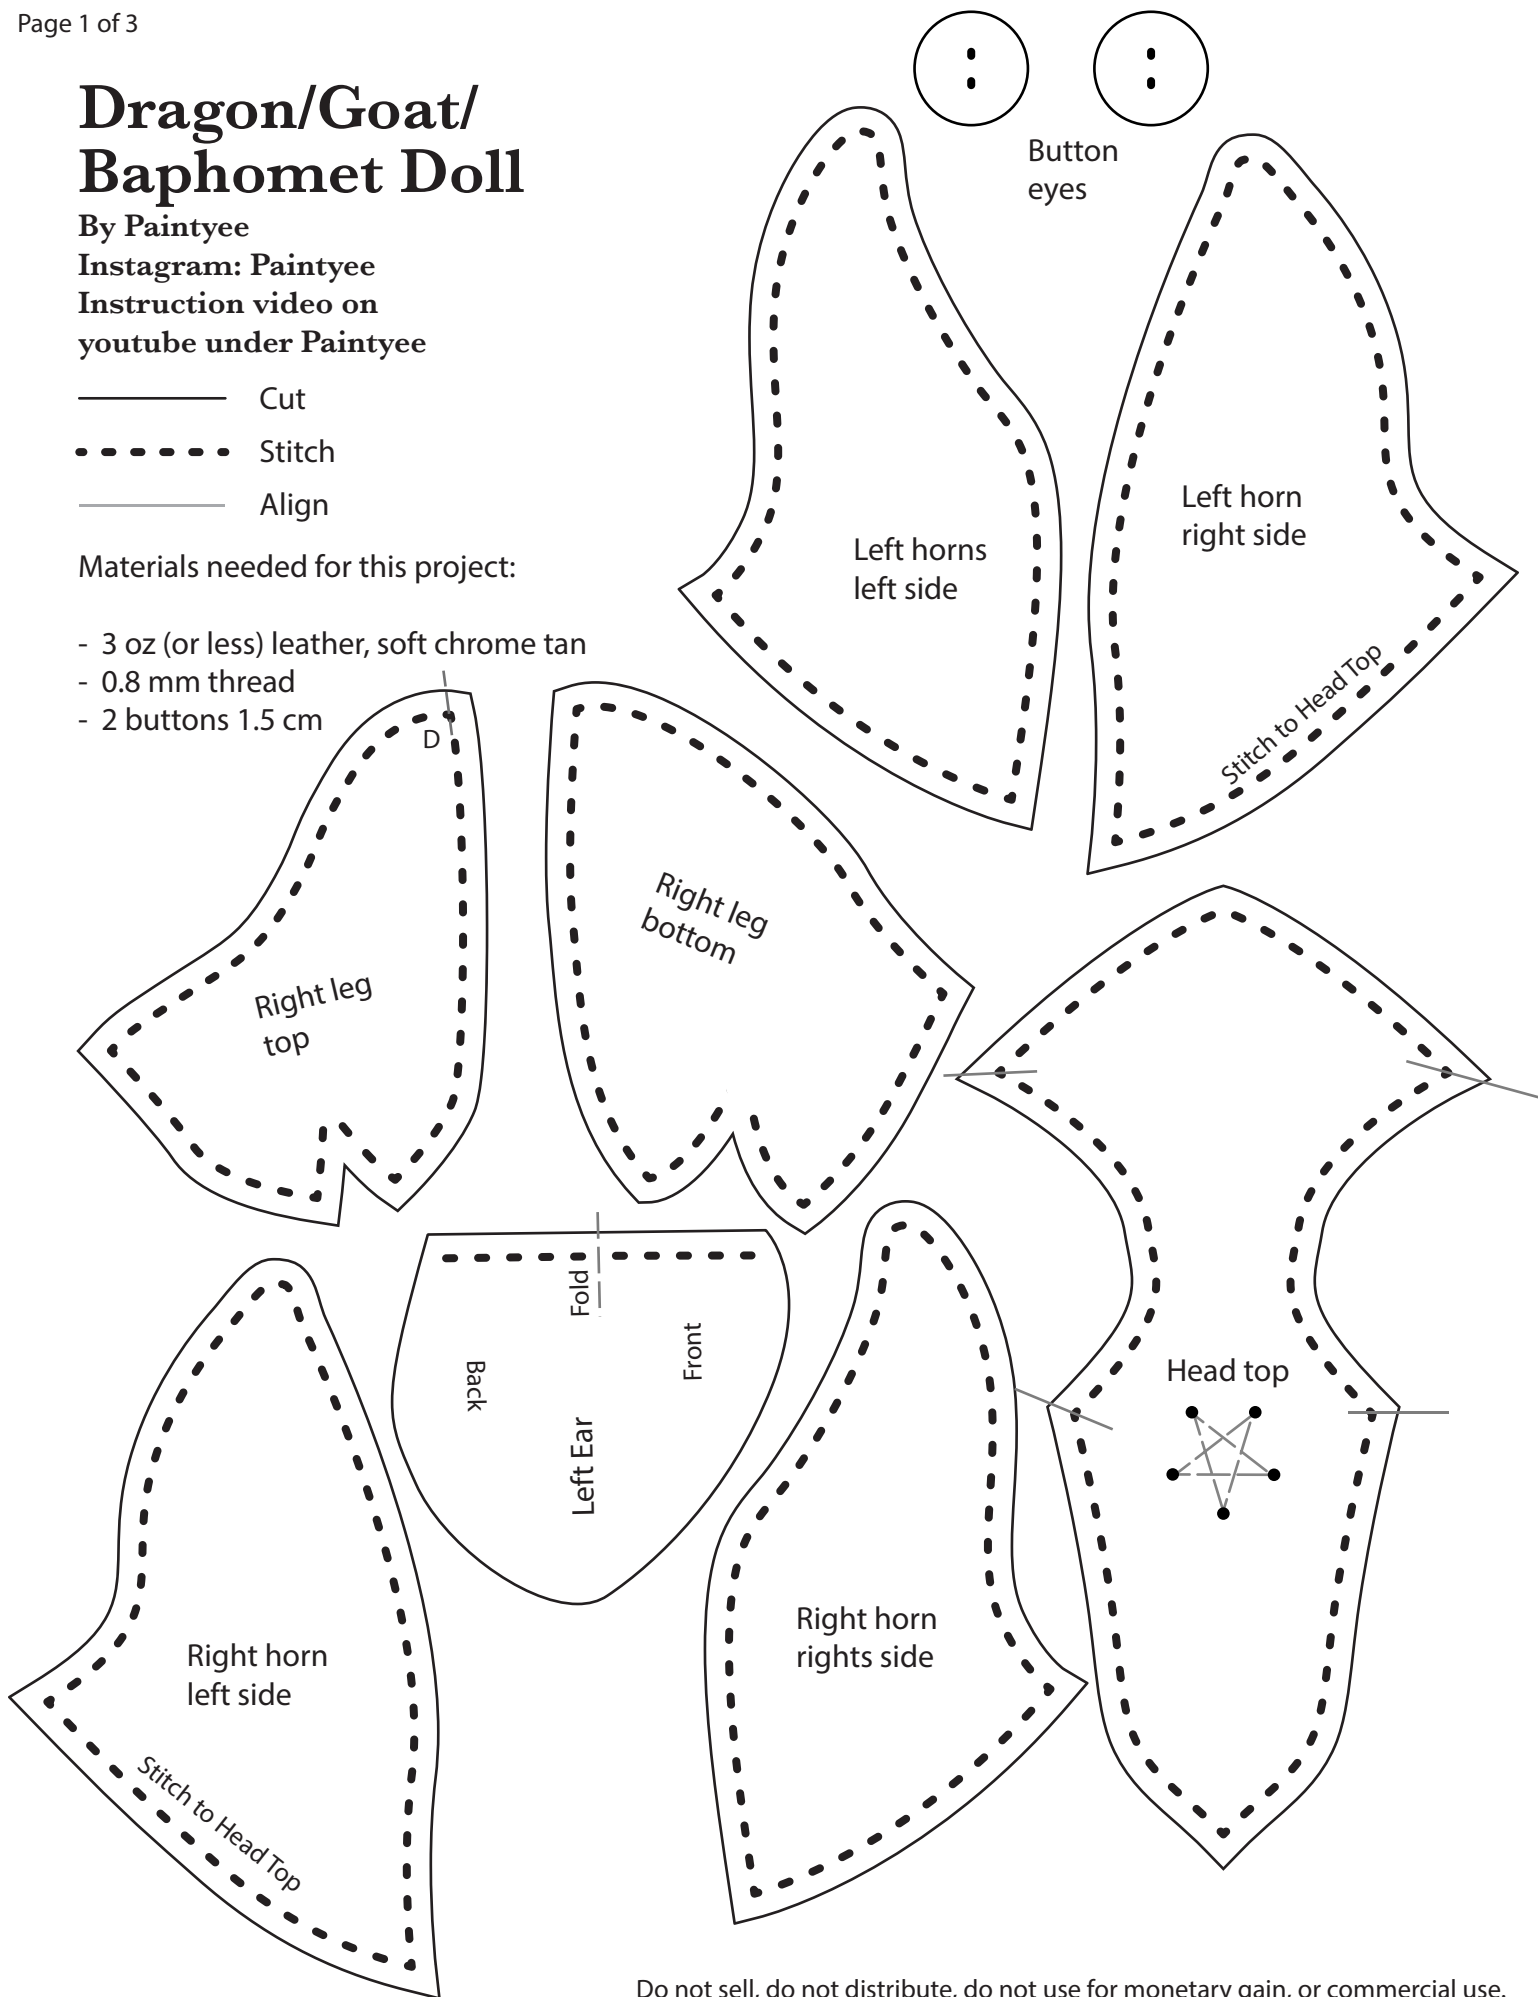 Page 1 of 3
Dragon/Goat/
Baphomet Doll
By Paintyee
Instagram: Paintyee
Instruction video on
youtube under Paintyee
Cut
Stitch
Align
Materials needed for this project:
- 3 oz (or less) leather, soft chrome tan
- 0.8 mm thread
- 2 buttons 1.5 cm
Button
eyes
Left horns
left side
Left horn
right side
Stitch to Head Top
D
Right leg
top
Right leg
bottom
Fold
Back
Front
Left Ear
Head top
Right horn
left side
Stitch to Head Top
Right horn
rights side
Do not sell, do not distribute, do not use for monetary gain, or commercial use.